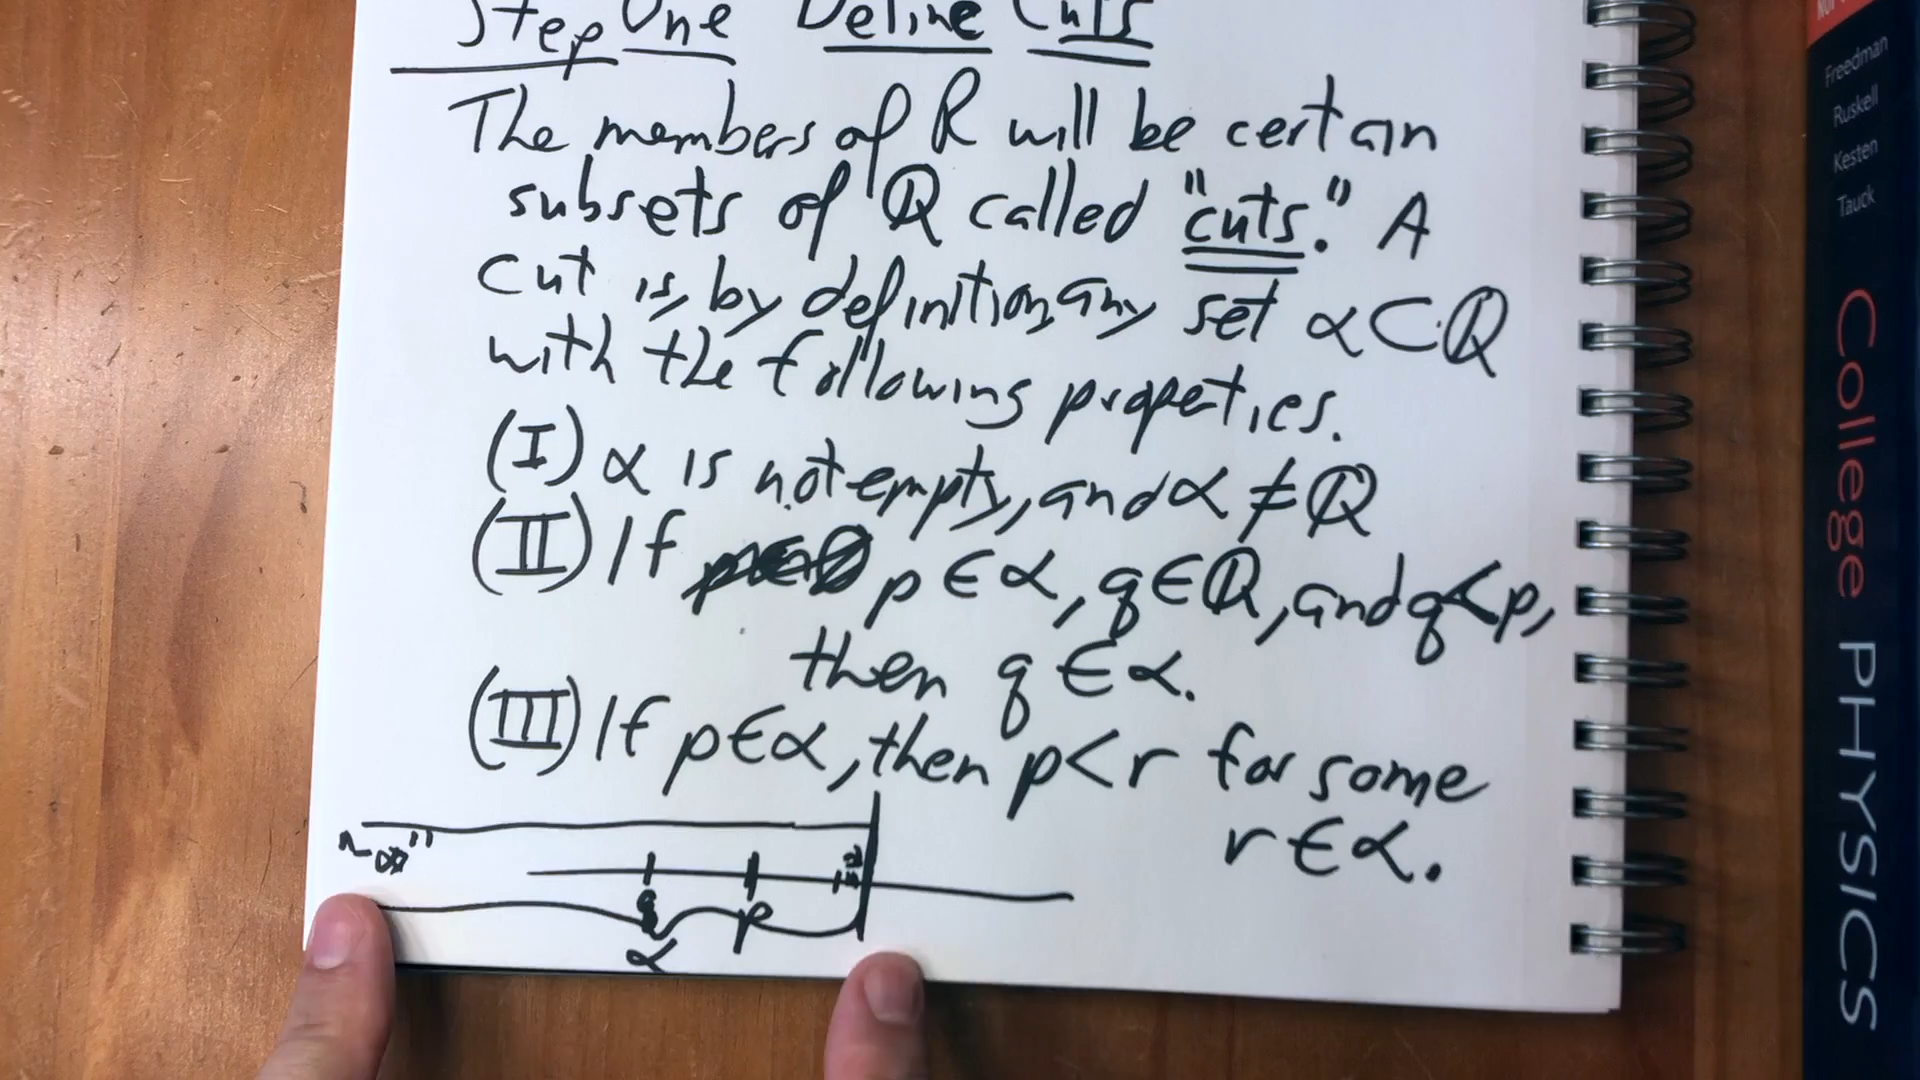 Step One Define Cuts
The members of R will be certain
subsets of ℚ called "cuts." A
cut is, by definition, any set α⊂ℚ
with the following properties.
(I) α is not empty, and α ≠ ℚ
(II) If p∈α, q∈ℚ, and q<p,
then q∈α.
(III) If p∈α, then p<r for some
r∈α.
q
p
α
Freedman
Ruskell
Kesten
Tauck
College PHYSICS